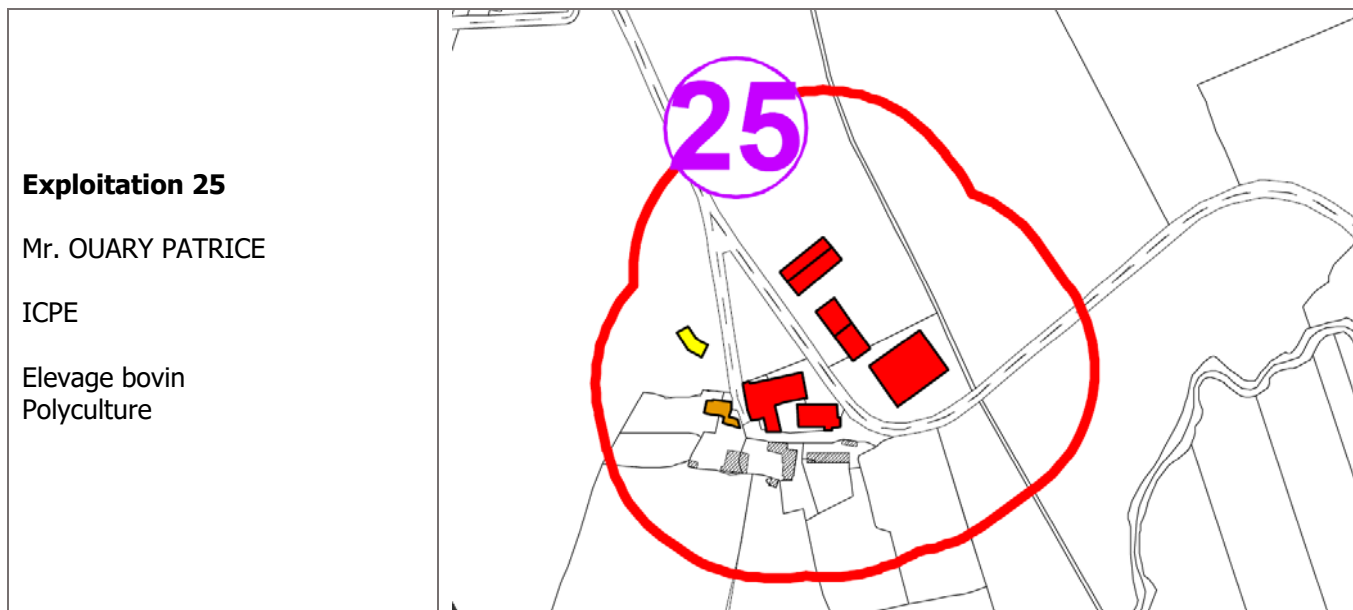 Exploitation 25
Mr. OUARY PATRICE
ICPE
Elevage bovin
Polyculture
25